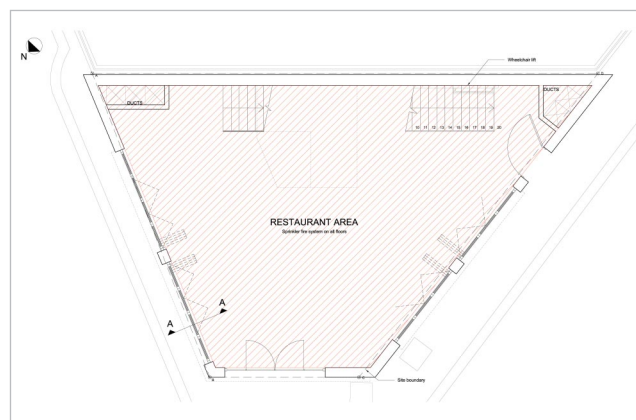 N
Wheelchair lift
DUCTS
DUCTS
10 11 12 13 14 15 16 17 18 19 20
RESTAURANT AREA
Sprinkler fire system on all floors
A
A
Site boundary